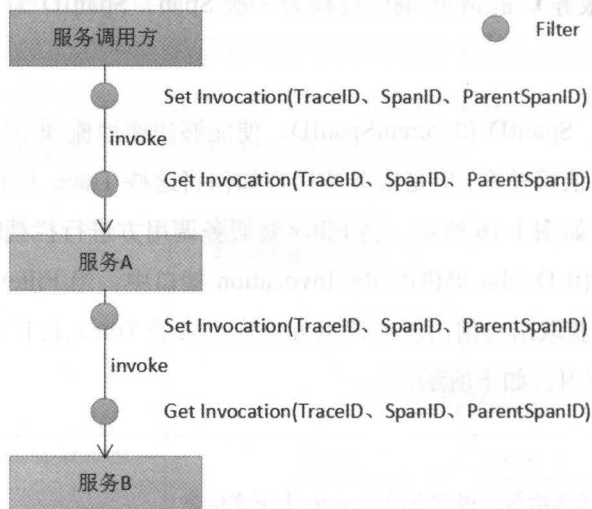 服务调用方
Filter
Set Invocation(TraceID、SpanID、ParentSpanID)
invoke
Get Invocation(TraceID、SpanID、ParentSpanID)
服务A
Set Invocation(TraceID、SpanID、ParentSpanID)
invoke
Get Invocation(TraceID、SpanID、ParentSpanID)
服务B